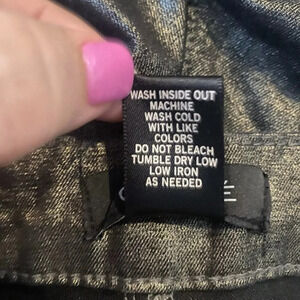 WASH INSIDE OUT
MACHINE
WASH COLD
WITH LIKE
COLORS
DO NOT BLEACH
TUMBLE DRY LOW
LOW IRON
AS NEEDED